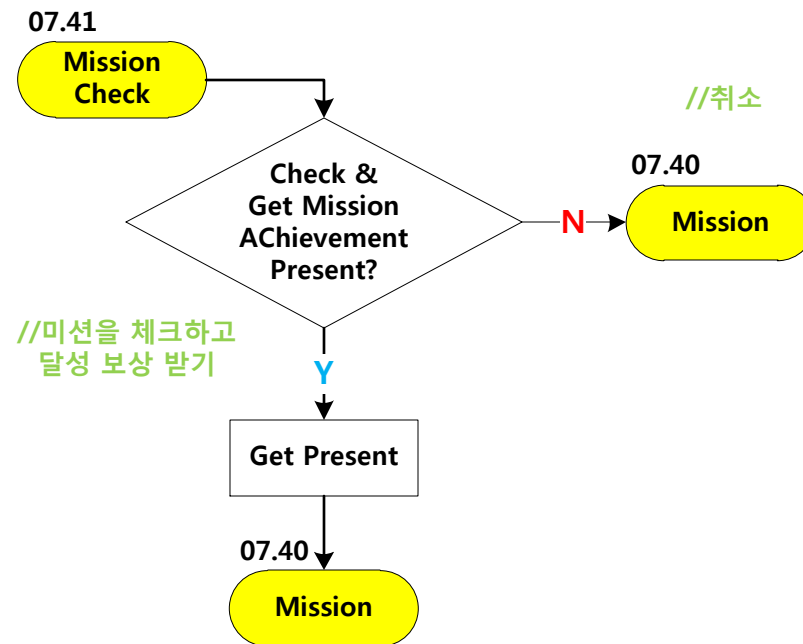 07.41
Mission
Check
//취소
07.40
Mission
Check &
Get Mission
AChievement
Present?
N
//미션을 체크하고
달성 보상 받기
Y
Get Present
07.40
Mission